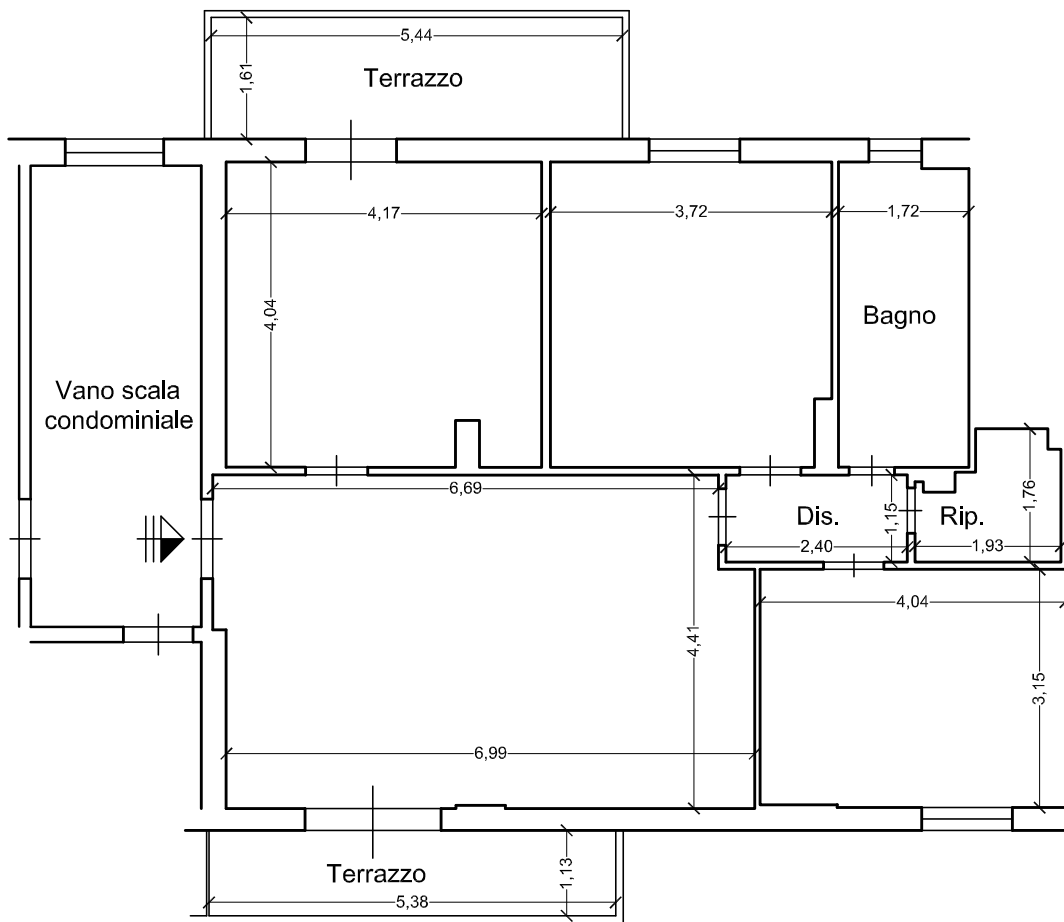 5,44
1,61
Terrazzo
4,17
3,72
1,72
4,04
Bagno
Vano scala
condominiale
6,69
Dis.
1,15
Rip.
1,76
2,40
1,93
4,04
4,41
3,15
6,99
Terrazzo
1,13
5,38